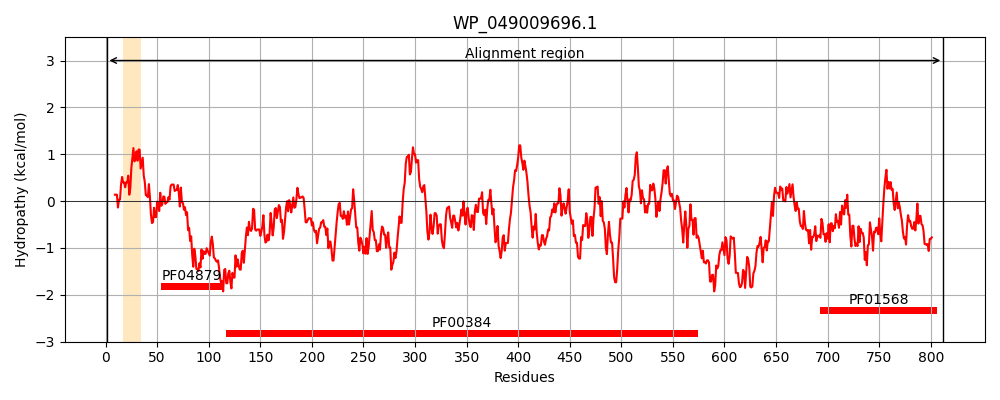 WP_049009696.1
Alignment region
Hydropathy (kcal/mol)
3
2
1
0
−1
−2
−3
PF04879
PF00384
PF01568
0 50 100 150 200 250 300 350 400 450 500 550 600 650 700 750 800
Residues